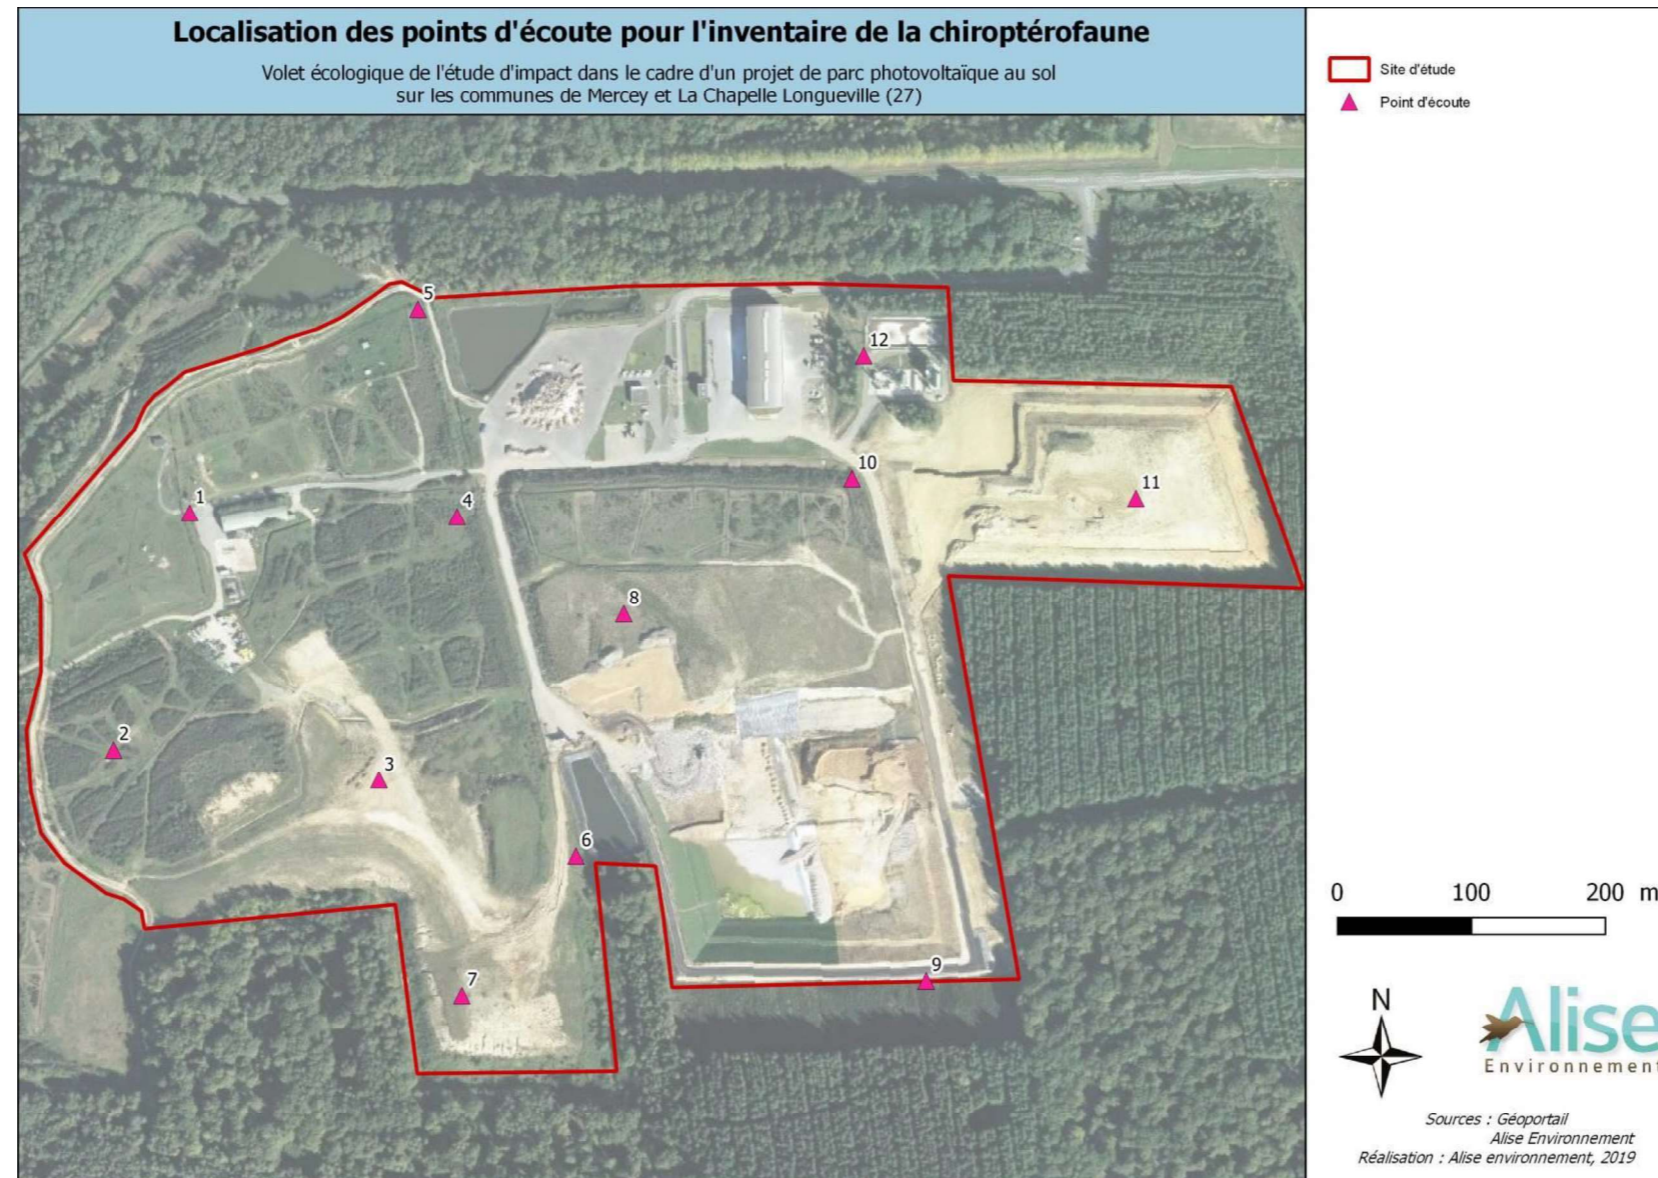 Localisation des points d'écoute pour l'inventaire de la chiroptérofaune
Volet écologique de l'étude d'impact dans le cadre d'un projet de parc photovoltaïque au sol
sur les communes de Mercey et La Chapelle Longueville (27)
Site d'étude
Point d'écoute
5
12
10
11
1
4
8
2
3
6
9
7
0 100 200 m
N
Alise
Environnement
Sources : Géoportail
Alise Environnement
Réalisation : Alise environnement, 2019